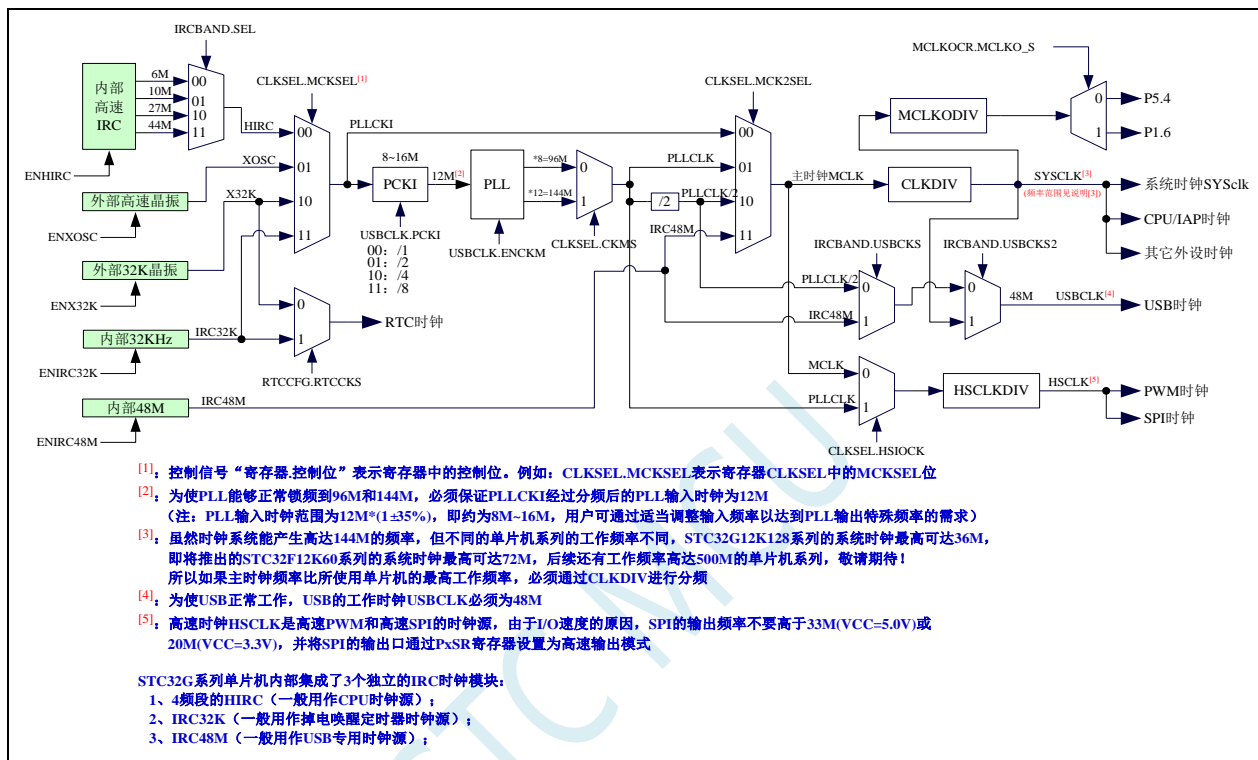 IRCBAND.SEL
内部
高速
IRC
6M
10M
27M
44M
00
01
10
11
HIRC
ENHIRC
外部高速晶振
XOSC
ENXOSC
外部32K晶振
X32K
ENX32K
内部32KHz
IRC32K
ENIRC32K
内部48M
IRC48M
ENIRC48M
CLKSEL.MCKSEL[1]
00
01
10
11
PLLCKI
8~16M
PCKI
12M[2]
USBCLK.PCKI
00: /1
01: /2
10: /4
11: /8
PLL
*8=96M
*12=144M
USBCLK.ENCKM
0
1
CLKSEL.CKMS
0
1
RTC时钟
RTCCFG.RTCCKS
CLKSEL.MCK2SEL
00
01
10
11
PLLCLK
/2
PLLCLK/2
IRC48M
主时钟MCLK
CLKDIV
MCLKODIV
MCLKOCR.MCLKO_S
0
1
P5.4
P1.6
SYSCLK[3]
(频率范围见说明[3])
系统时钟SYSclk
CPU/IAP时钟
其它外设时钟
IRCBAND.USBCKS
PLLCLK/2
IRC48M
0
1
IRCBAND.USBCKS2
0
1
48M
USBCLK[4]
USB时钟
MCLK
PLLCLK
0
1
CLKSEL.HSIOCK
HSCLKDIV
HSCLK[5]
PWM时钟
SPI时钟
[1]：控制信号“寄存器.控制位”表示寄存器中的控制位。例如：CLKSEL.MCKSEL表示寄存器CLKSEL中的MCKSEL位
[2]：为使PLL能够正常锁频到96M和144M，必须保证PLLCKI经过分频后的PLL输入时钟为12M
（注：PLL输入时钟范围为12M*(1±35%)，即约为8M~16M，用户可通过适当调整输入频率以达到PLL输出特殊频率的需求）
[3]：虽然时钟系统能产生高达144M的频率，但不同的单片机系列的工作频率不同，STC32G12K128系列的系统时钟最高可达36M，
即将推出的STC32F12K60系列的系统时钟最高可达72M，后续还有工作频率高达500M的单片机系列，敬请期待！
所以如果主时钟频率比所使用单片机的最高工作频率，必须通过CLKDIV进行分频
[4]：为使USB正常工作，USB的工作时钟USBCLK必须为48M
[5]：高速时钟HSCLK是高速PWM和高速SPI的时钟源，由于I/O速度的原因，SPI的输出频率不要高于33M(VCC=5.0V)或
20M(VCC=3.3V)，并将SPI的输出口通过PxSR寄存器设置为高速输出模式
STC32G系列单片机内部集成了3个独立的IRC时钟模块：
1、4频段的HIRC（一般用作CPU时钟源）；
2、IRC32K（一般用作掉电唤醒定时器时钟源）；
3、IRC48M（一般用作USB专用时钟源）；
STC MCU